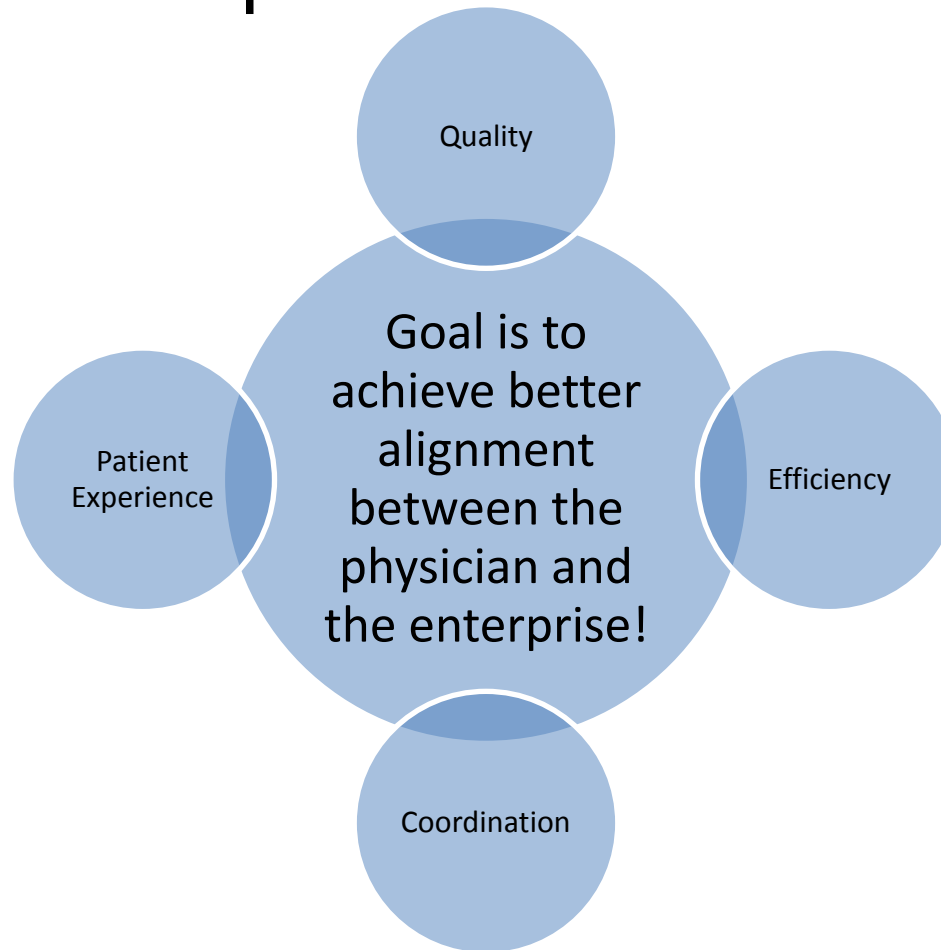 Quality
Goal is to
achieve better
alignment
between the
physician and
the enterprise!
Patient
Experience
Efficiency
Coordination